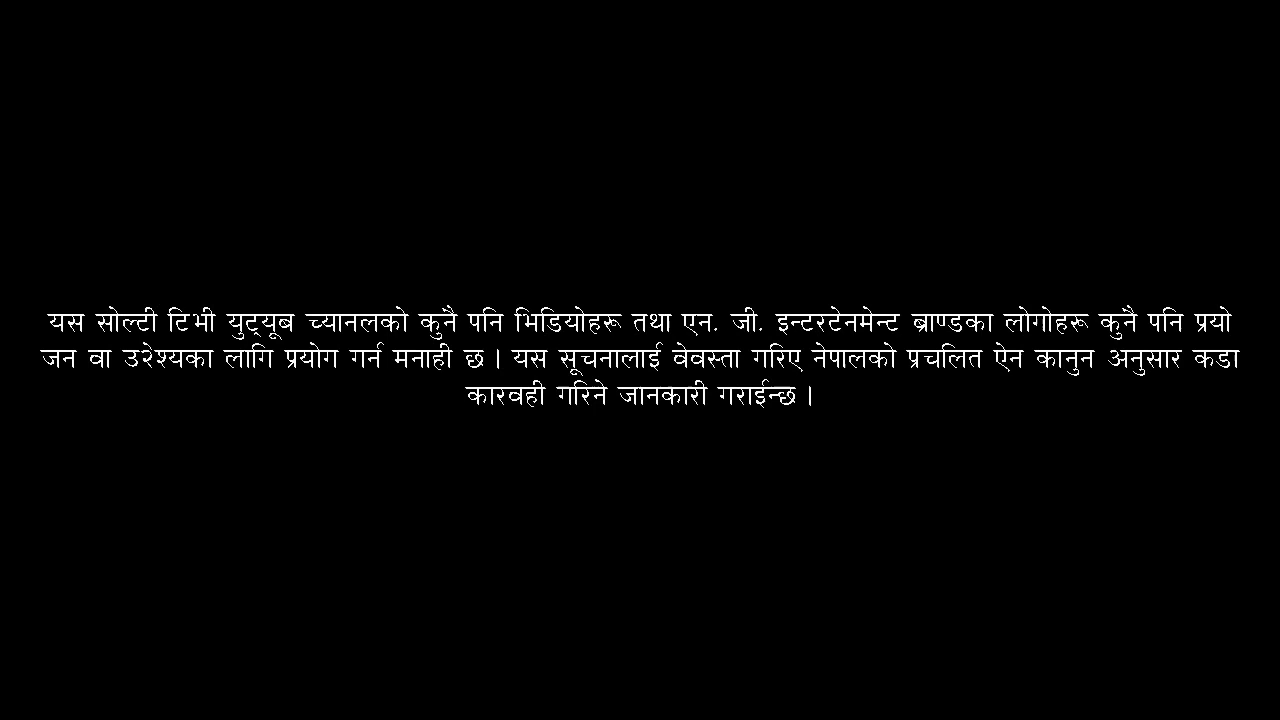 यस सोल्टी टिभी युट्यूब च्यानलको कुनै पनि भिडियोहरू तथा एन. जी. इन्टरटेनमेन्ट ब्राण्डका लोगोहरू कुनै पनि प्रयो
जन वा उ२ेश्यका लागि प्रयोग गर्न मनाही छ । यस सूचनालाई वेवस्ता गरिए नेपालको प्रचलित ऐन कानुन अनुसार कडा
कारवही गरिने जानकारी गराईन्छ ।